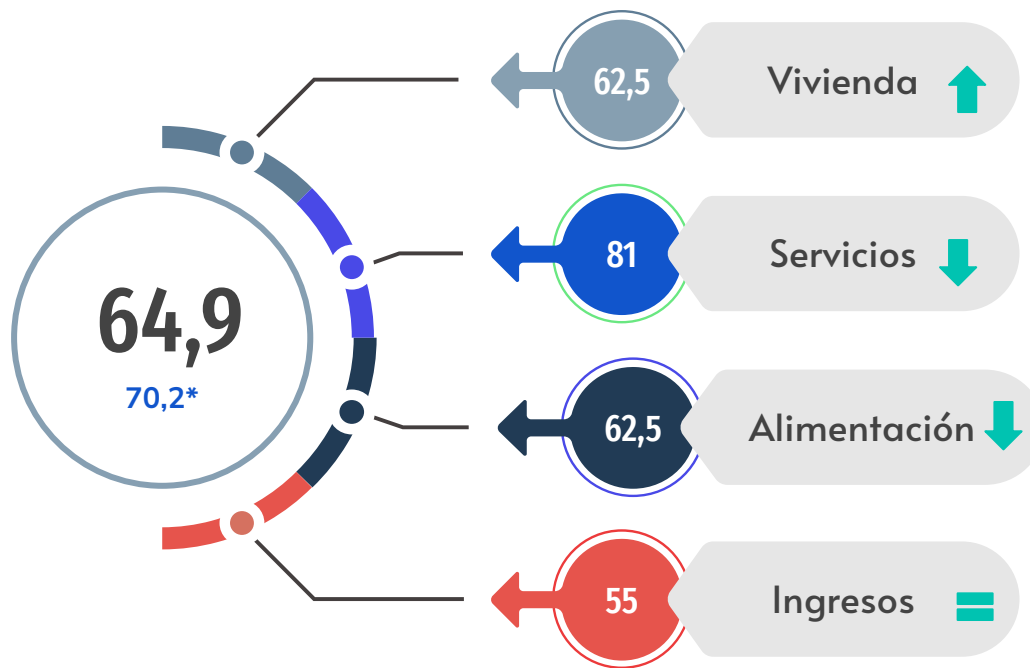 64,9
70,2*
62,5 Vivienda
81 Servicios
62,5 Alimentación
55 Ingresos